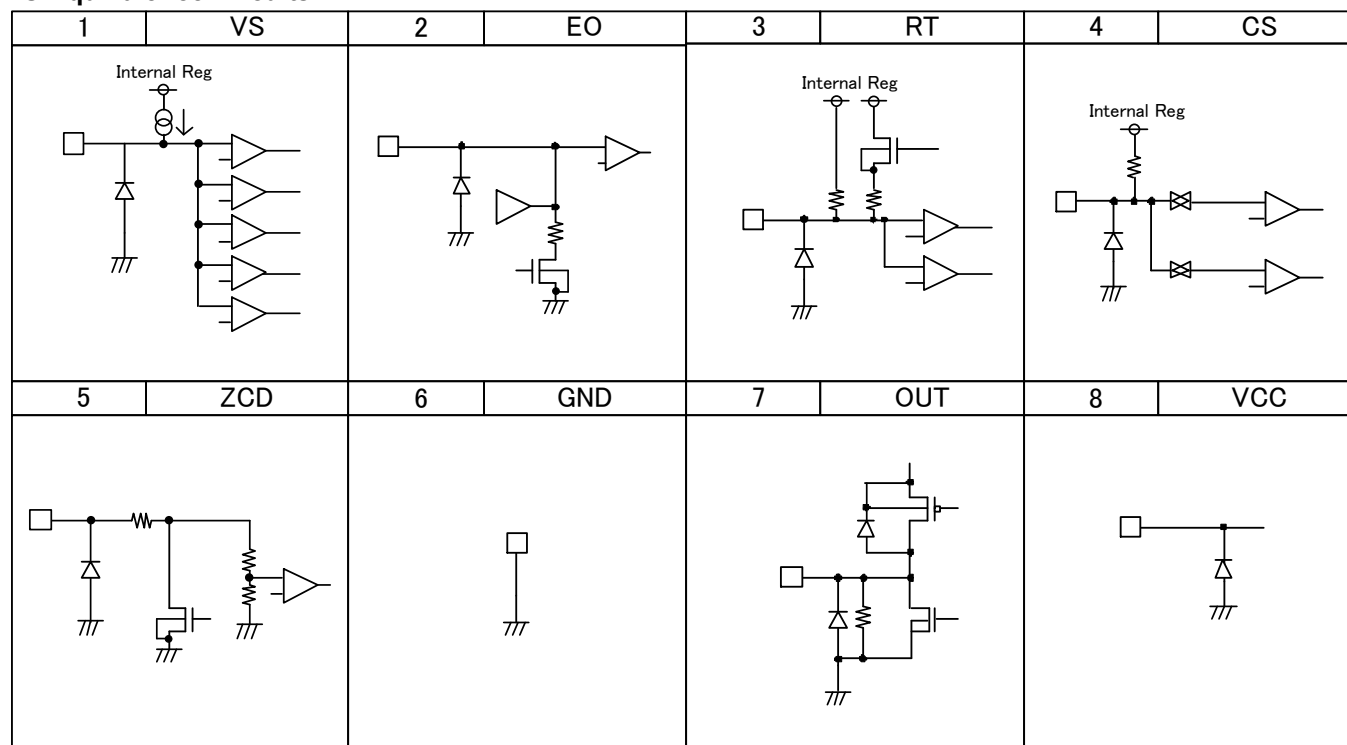 1 VS 2 EO 3 RT 4 CS
Internal Reg
Internal Reg
Internal Reg
5 ZCD 6 GND 7 OUT 8 VCC